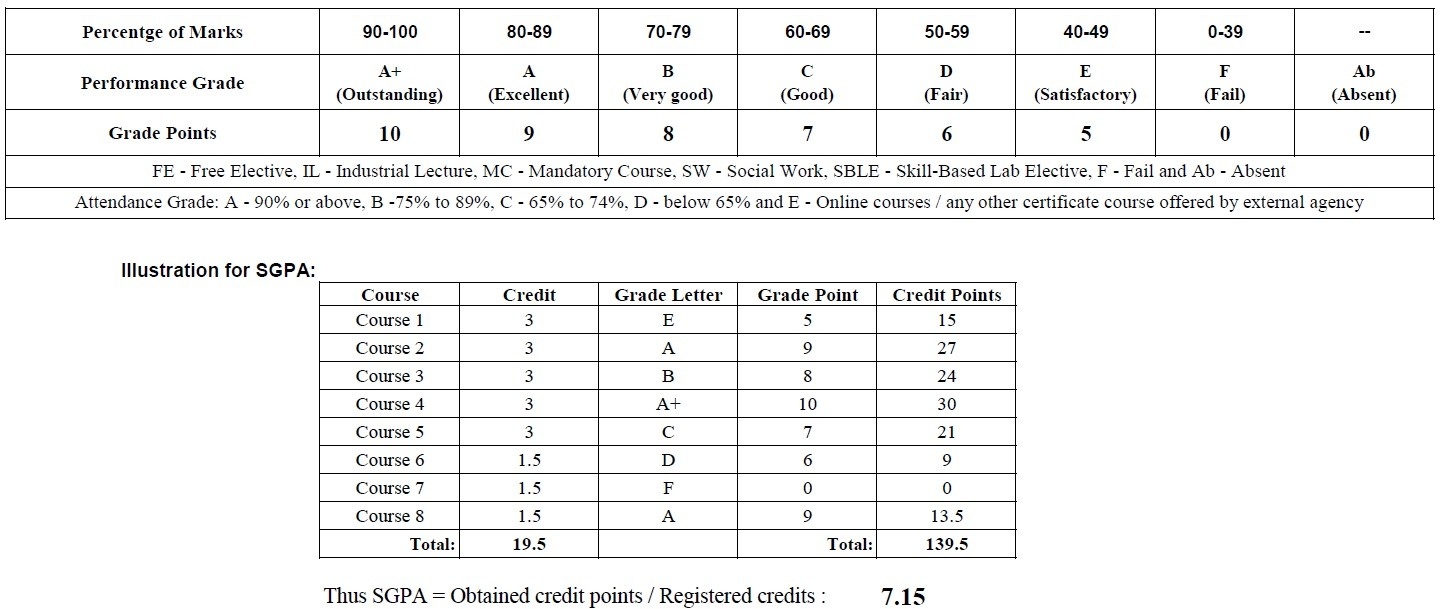 Percentge of Marks 90-100 80-89 70-79 60-69 50-59 40-49 0-39 --
Performance Grade A+ (Outstanding) A (Excellent) B (Very good) C (Good) D (Fair) E (Satisfactory) F (Fail) Ab (Absent)
Grade Points 10 9 8 7 6 5 0 0
FE - Free Elective, IL - Industrial Lecture, MC - Mandatory Course, SW - Social Work, SBLE - Skill-Based Lab Elective, F - Fail and Ab - Absent
Attendance Grade: A - 90% or above, B -75% to 89%, C - 65% to 74%, D - below 65% and E - Online courses / any other certificate course offered by external agency
Illustration for SGPA:
Course Credit Grade Letter Grade Point Credit Points
Course 1 3 E 5 15
Course 2 3 A 9 27
Course 3 3 B 8 24
Course 4 3 A+ 10 30
Course 5 3 C 7 21
Course 6 1.5 D 6 9
Course 7 1.5 F 0 0
Course 8 1.5 A 9 13.5
Total: 19.5 Total: 139.5
Thus SGPA = Obtained credit points / Registered credits : 7.15